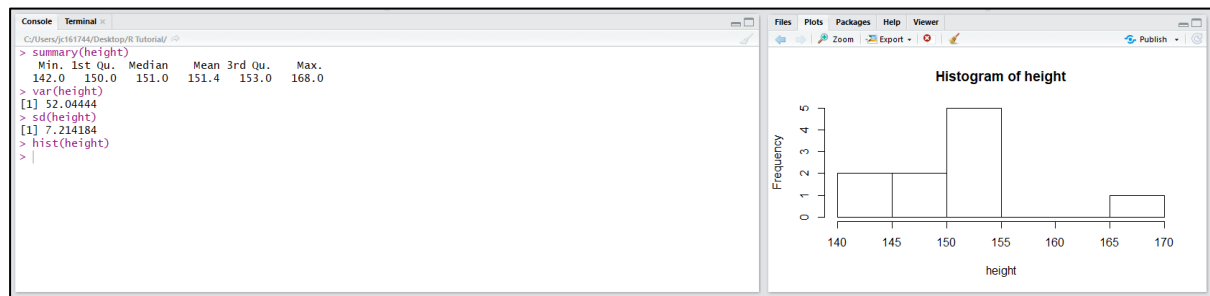 Console Terminal ×
C:/Users/jc161744/Desktop/R Tutorial/
> summary(height)
Min. 1st Qu. Median Mean 3rd Qu. Max.
142.0 150.0 151.0 151.4 153.0 168.0
> var(height)
[1] 52.04444
> sd(height)
[1] 7.214184
> hist(height)
>
Files Plots Packages Help Viewer
Zoom Export Publish
Histogram of height
Frequency
5
4
3
2
1
0
140 145 150 155 160 165 170
height